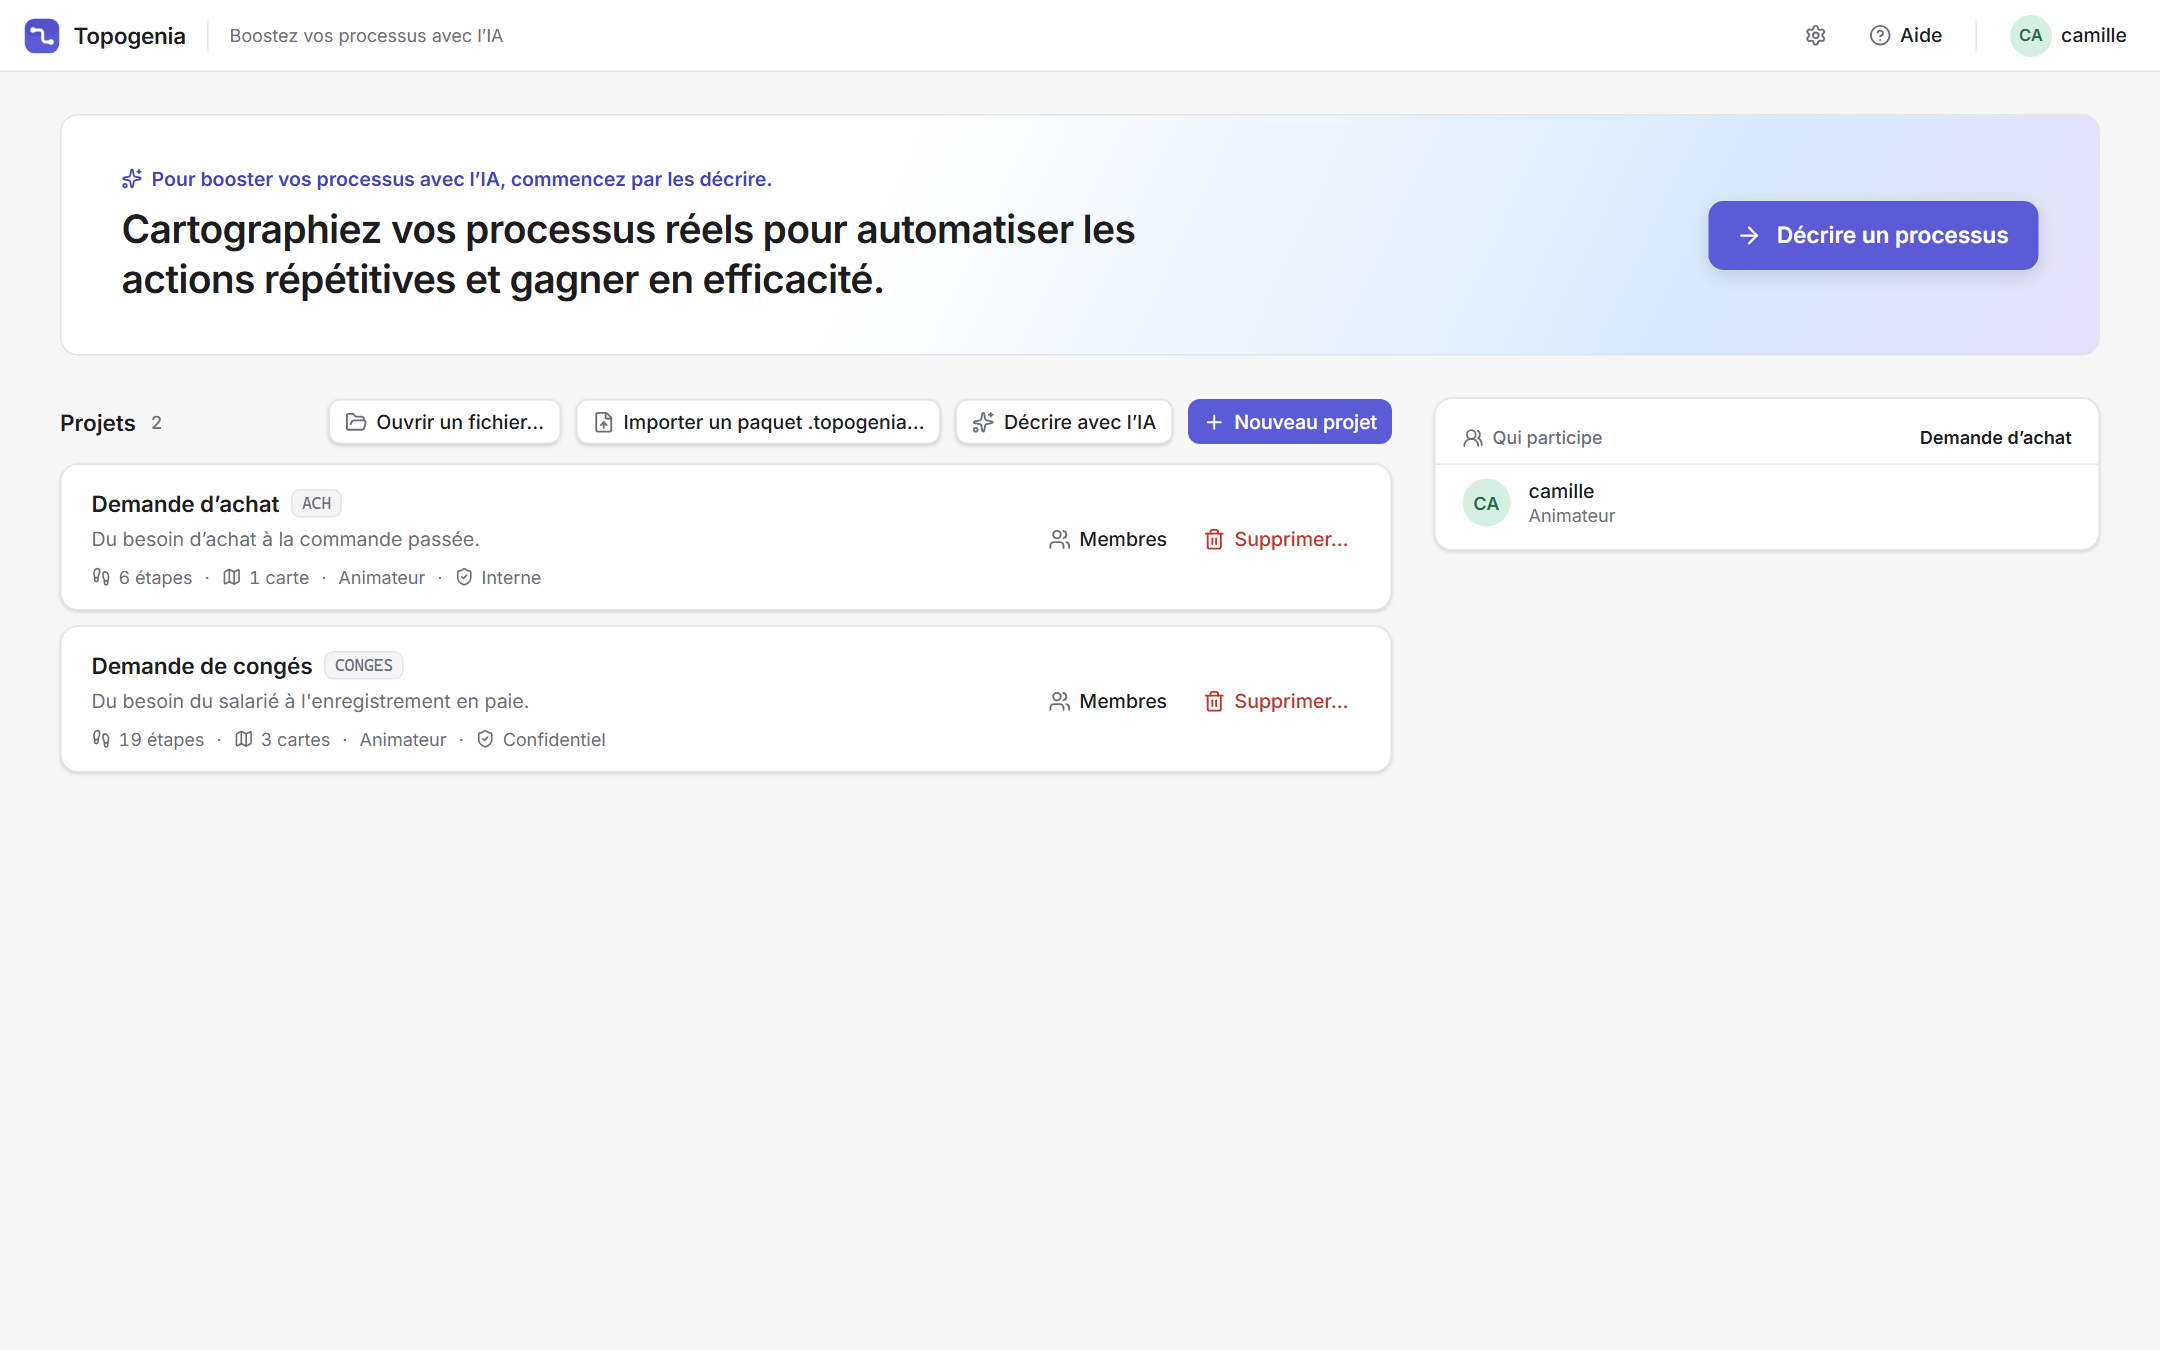 Topogenia
Boostez vos processus avec l’IA
Aide
CA
camille
Pour booster vos processus avec l’IA, commencez par les décrire.
Cartographiez vos processus réels pour automatiser les
actions répétitives et gagner en efficacité.
Décrire un processus
Projets 2
Ouvrir un fichier...
Importer un paquet .topogenia...
Décrire avec l’IA
Nouveau projet
Demande d’achat ACH
Du besoin d’achat à la commande passée.
6 étapes · 1 carte · Animateur · Interne
Membres
Supprimer...
Demande de congés CONGES
Du besoin du salarié à l'enregistrement en paie.
19 étapes · 3 cartes · Animateur · Confidentiel
Membres
Supprimer...
Qui participe
Demande d’achat
CA
camille
Animateur